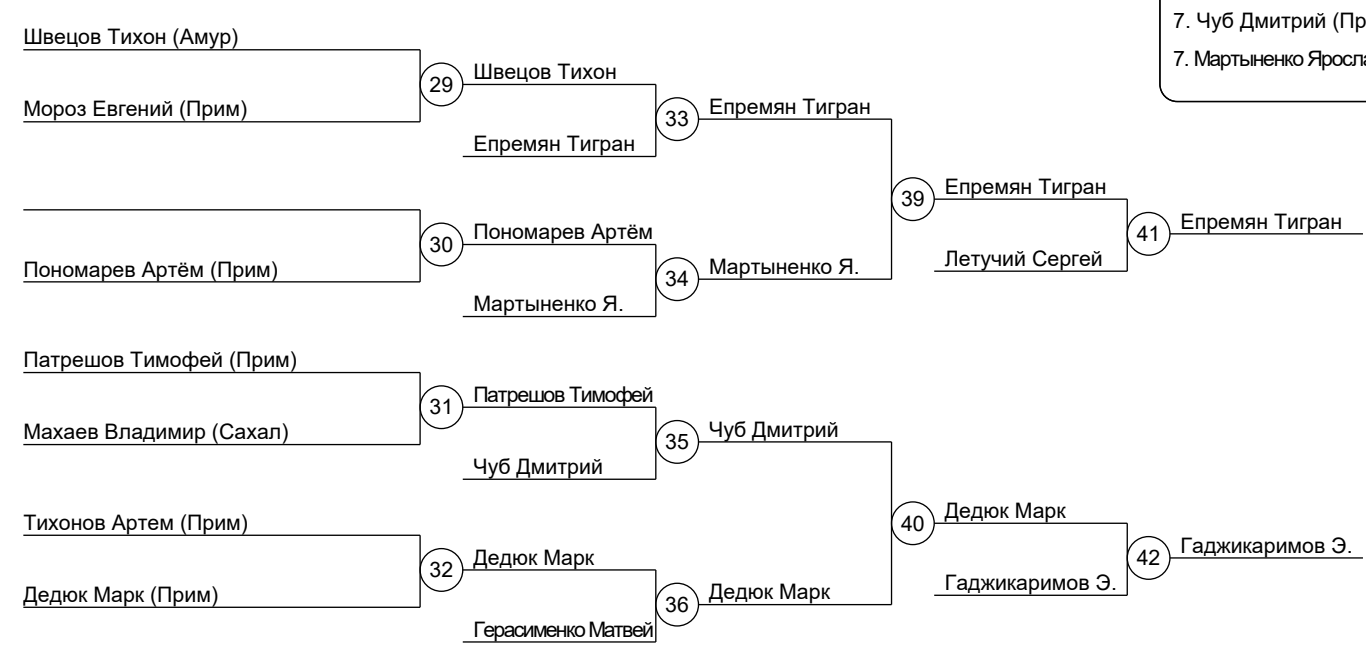 7. Чуб Дмитрий (Пр
7. Мартыненко Яросла
Швецов Тихон (Амур)
29
Швецов Тихон
Мороз Евгений (Прим)
33
Епремян Тигран
Епремян Тигран
39
Епремян Тигран
Пономарев Артём (Прим)
30
Пономарев Артём
34
Мартыненко Я.
Мартыненко Я.
Летучий Сергей
41
Епремян Тигран
Патрешов Тимофей (Прим)
31
Патрешов Тимофей
Махаев Владимир (Сахал)
35
Чуб Дмитрий
Чуб Дмитрий
40
Дедюк Марк
Тихонов Артем (Прим)
32
Дедюк Марк
Дедюк Марк (Прим)
36
Дедюк Марк
Герасименко Матвей
Гаджикаримов Э.
42
Гаджикаримов Э.